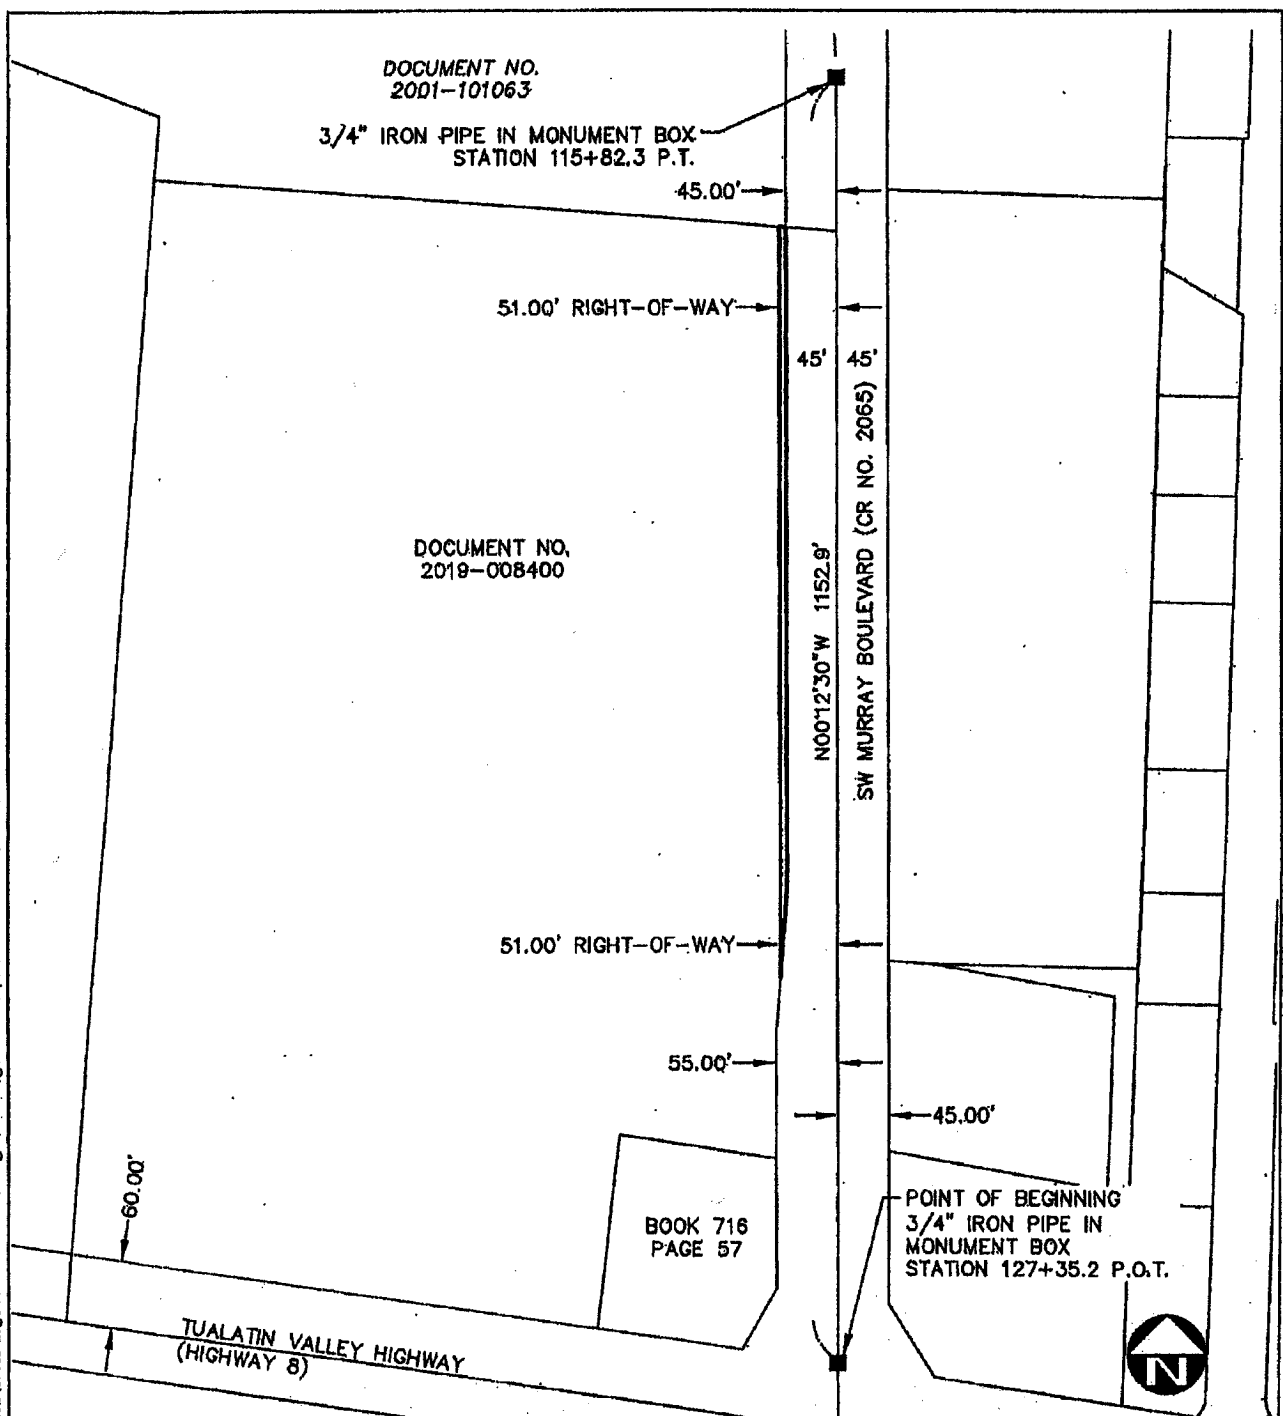 DOCUMENT NO.
2001-101063
3/4" IRON PIPE IN MONUMENT BOX
STATION 115+82.3 P.T.
45.00'
51.00' RIGHT-OF-WAY
45' 45'
SW MURRAY BOULEVARD (CR NO. 2065)
DOCUMENT NO.
2019-008400
N00°12'30"W 1152.9'
51.00' RIGHT-OF-WAY
55.00'
45.00'
60.00'
BOOK 716
PAGE 57
POINT OF BEGINNING
3/4" IRON PIPE IN
MONUMENT BOX
STATION 127+35.2 P.O.T.
TUALATIN VALLEY HIGHWAY
(HIGHWAY 8)
N